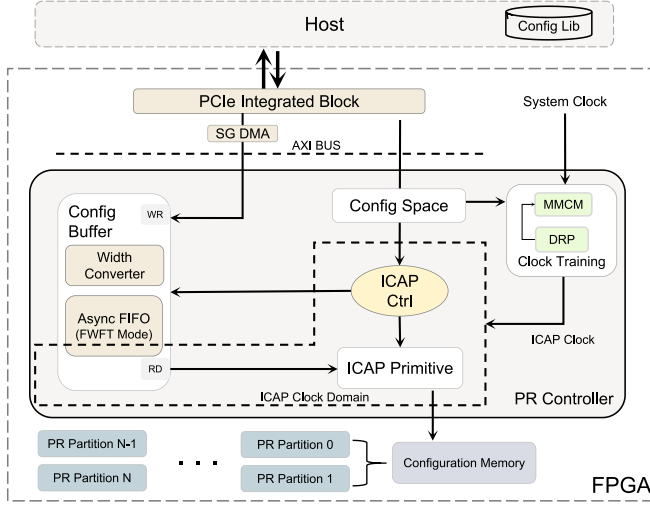 Host
Config Lib
PCIe Integrated Block
System Clock
SG DMA
AXI BUS
Config
Buffer
WR
Config Space
MMCM
DRP
Clock Training
Width
Converter
ICAP
Ctrl
Async FIFO
(FWFT Mode)
ICAP Clock
RD
ICAP Primitive
ICAP Clock Domain
PR Controller
PR Partition N-1
PR Partition 0
PR Partition N
PR Partition 1
Configuration Memory
FPGA